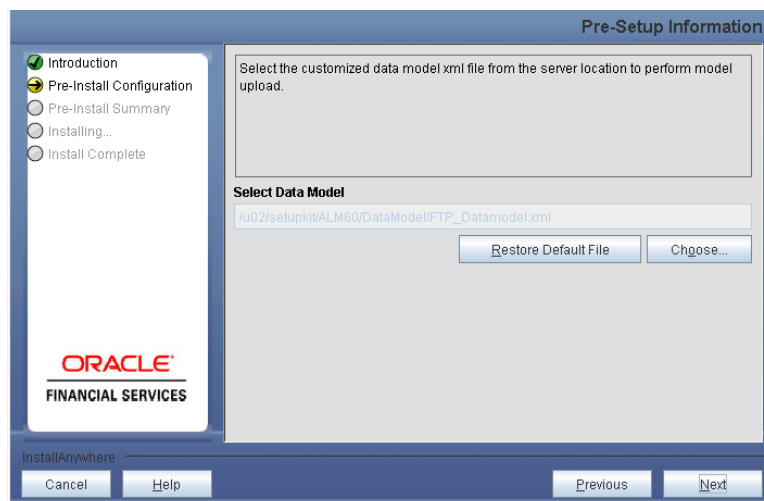 Pre-Setup Information
Introduction
Pre-Install Configuration
Pre-Install Summary
Installing...
Install Complete
Select the customized data model xml file from the server location to perform model
upload.
Select Data Model
/u02/setupkit/ALM60/DataModel/FTP_Datamodel.xml
Restore Default File
Choose...
ORACLE
FINANCIAL SERVICES
InstallAnywhere
Cancel
Help
Previous
Next